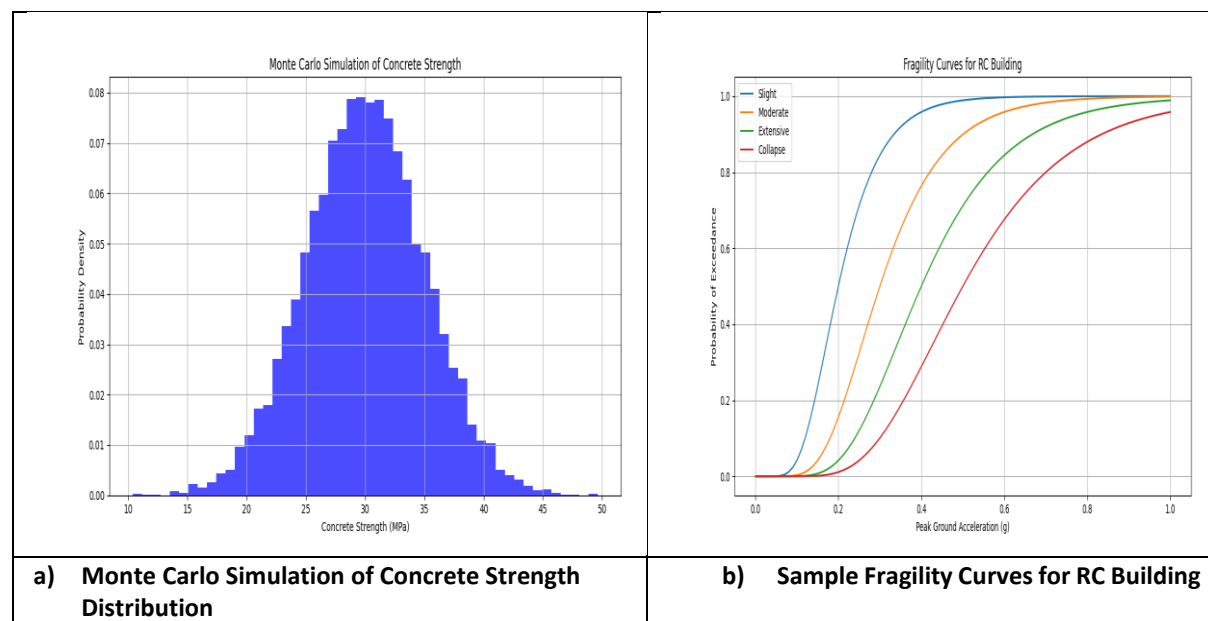 Monte Carlo Simulation of Concrete Strength
0.08
0.07
0.06
0.05
0.04
0.03
0.02
0.01
0.00
Probability Density
10 15 20 25 30 35 40 45 50
Concrete Strength (MPa)
Fragility Curves for RC Building
Slight
Moderate
Extensive
Collapse
1.0
0.8
0.6
0.4
0.2
0.0
Probability of Exceedance
0.0 0.2 0.4 0.6 0.8 1.0
Peak Ground Acceleration (g)
a) Monte Carlo Simulation of Concrete Strength
Distribution
b) Sample Fragility Curves for RC Building